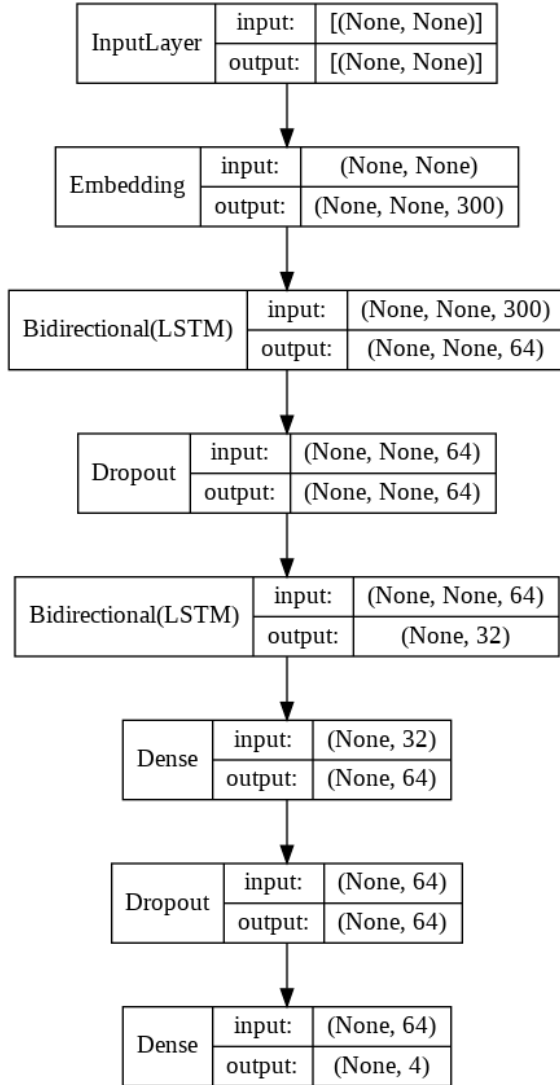 InputLayer
input: [(None, None)]
output: [(None, None)]
Embedding
input: (None, None)
output: (None, None, 300)
Bidirectional(LSTM)
input: (None, None, 300)
output: (None, None, 64)
Dropout
input: (None, None, 64)
output: (None, None, 64)
Bidirectional(LSTM)
input: (None, None, 64)
output: (None, 32)
Dense
input: (None, 32)
output: (None, 64)
Dropout
input: (None, 64)
output: (None, 64)
Dense
input: (None, 64)
output: (None, 4)